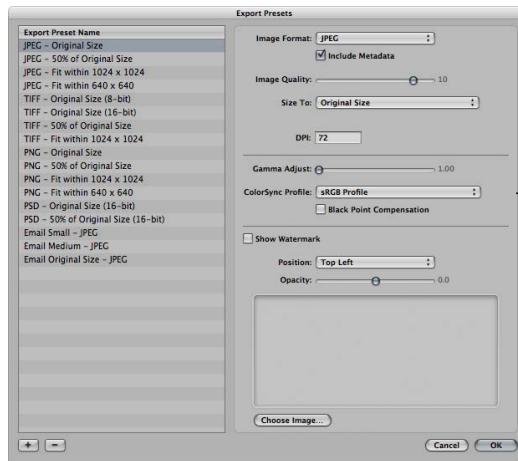 Export Presets
Export Preset Name
JPEG – Original Size
JPEG – 50% of Original Size
JPEG – Fit within 1024 x 1024
JPEG – Fit within 640 x 640
TIFF – Original Size (8-bit)
TIFF – Original Size (16-bit)
TIFF – 50% of Original Size
TIFF – Fit within 1024 x 1024
PNG – Original Size
PNG – 50% of Original Size
PNG – Fit within 1024 x 1024
PNG – Fit within 640 x 640
PSD – Original Size (16-bit)
PSD – 50% of Original Size (16-bit)
Email Small – JPEG
Email Medium – JPEG
Email Original Size – JPEG
Image Format: JPEG
Include Metadata
Image Quality: 10
Size To: Original Size
DPI: 72
Gamma Adjust: 1.00
ColorSync Profile: sRGB Profile
Black Point Compensation
Show Watermark
Position: Top Left
Opacity: 0.0
Choose Image...
+ −
Cancel OK